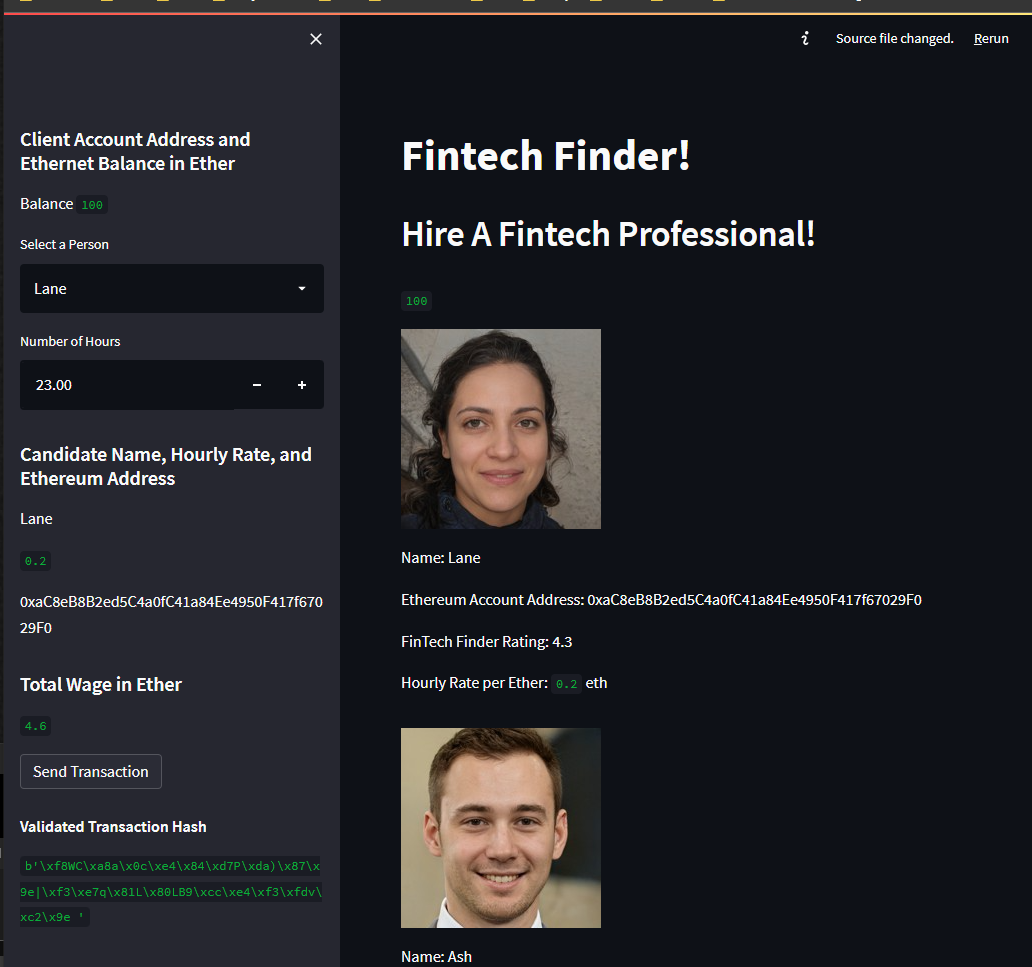 Source file changed. Rerun
Client Account Address and
Ethernet Balance in Ether
Balance 100
Select a Person
Lane
Number of Hours
23.00
Candidate Name, Hourly Rate, and
Ethereum Address
Lane
0.2
0xaC8eB8B2ed5C4a0fC41a84Ee4950F417f670
29F0
Total Wage in Ether
4.6
Send Transaction
Validated Transaction Hash
b'\xf8WC\xa8a\x0c\xe4\x84\xd7P\xda)\x87\x
9e|\xf3\xe7q\x81L\x80LB9\xcc\xe4\xf3\xfdv\
xc2\x9e '
Fintech Finder!
Hire A Fintech Professional!
100
Name: Lane
Ethereum Account Address: 0xaC8eB8B2ed5C4a0fC41a84Ee4950F417f67029F0
FinTech Finder Rating: 4.3
Hourly Rate per Ether: 0.2 eth
Name: Ash